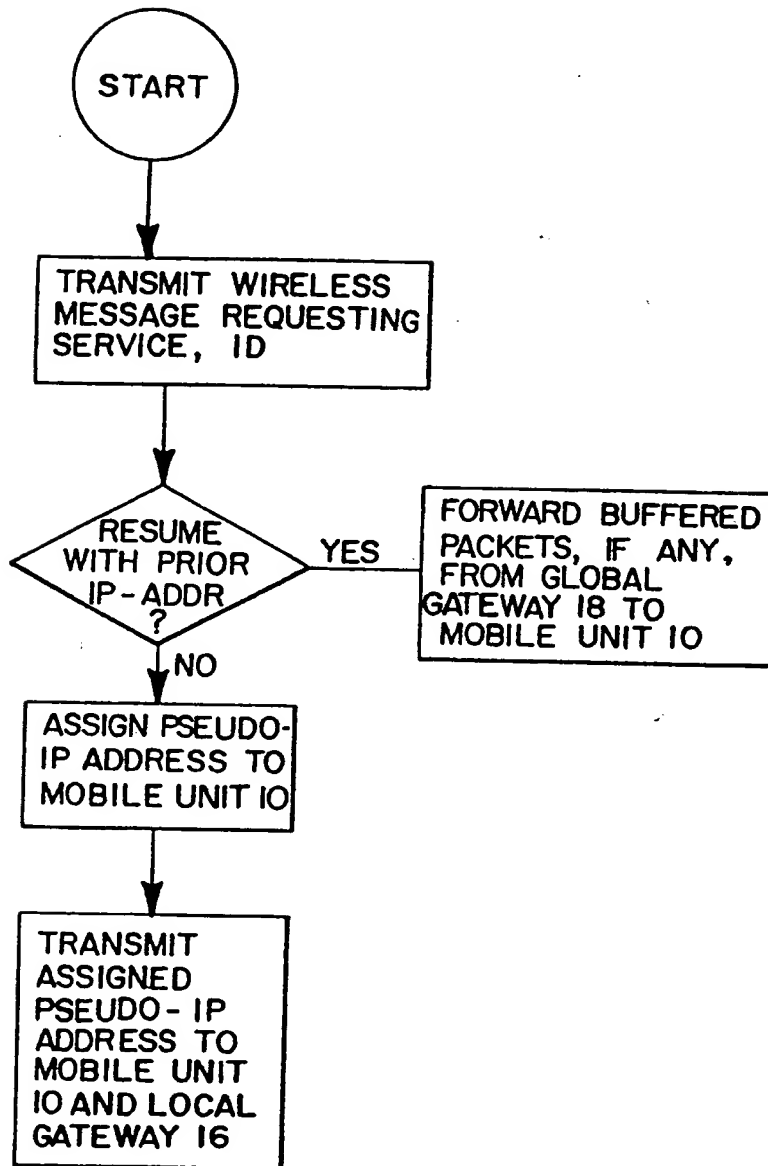 START
TRANSMIT WIRELESS
MESSAGE REQUESTING
SERVICE, ID
RESUME
WITH PRIOR
IP-ADDR
?
YES
FORWARD BUFFERED
PACKETS, IF ANY,
FROM GLOBAL
GATEWAY 18 TO
MOBILE UNIT 10
NO
ASSIGN PSEUDO-
IP ADDRESS TO
MOBILE UNIT 10
TRANSMIT
ASSIGNED
PSEUDO-IP
ADDRESS TO
MOBILE UNIT
10 AND LOCAL
GATEWAY 16